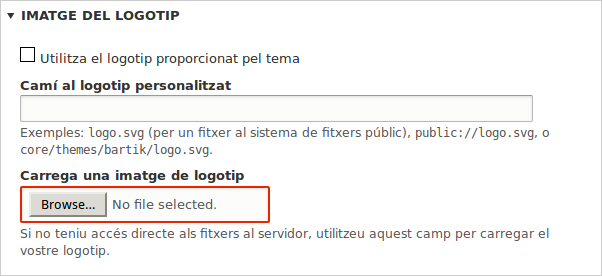 IMATGE DEL LOGOTIP
Utilitza el logotip proporcionat pel tema
Camí al logotip personalitzat
Exemples: logo.svg (per un fitxer al sistema de fitxers públic), public://logo.svg, o
core/themes/bartik/logo.svg.
Carrega una imatge de logotip
Browse... No file selected.
Si no teniu accés directe als fitxers al servidor, utilitzeu aquest camp per carregar el
vostre logotip.